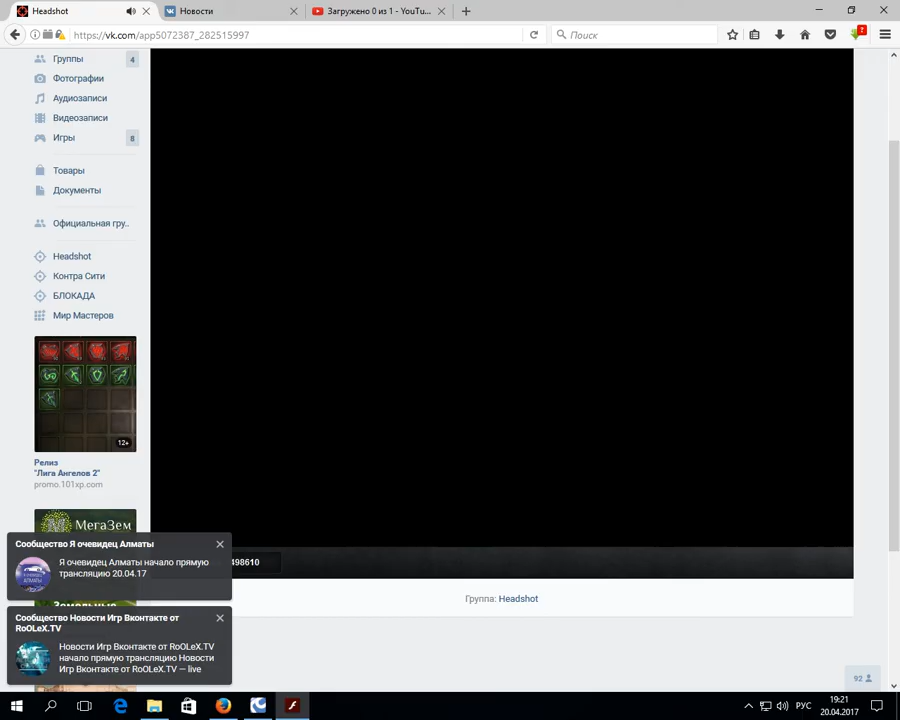 Headshot
Новости
Загружено 0 из 1 - YouTu...
https://vk.com/app5072387_282515997
Поиск
7
Группы
4
Фотографии
Аудиозаписи
Видеозаписи
Игры
8
Товары
Документы
Официальная гру..
Headshot
Контра Сити
БЛОКАДА
Мир Мастеров
12+
Релиз
"Лига Ангелов 2"
promo.101xp.com
МегаЗем
Сообщество Я очевидец Алматы
Я очевидец Алматы начало прямую
трансляцию 20.04.17
498610
Земельные
Группа: Headshot
Сообщество Новости Игр Вконтакте от
RoOLeX.TV
Новости Игр Вконтакте от RoOLeX.TV
начало прямую трансляцию Новости
Игр Вконтакте от RoOLeX.TV — live
92
РУС
19:21
20.04.2017